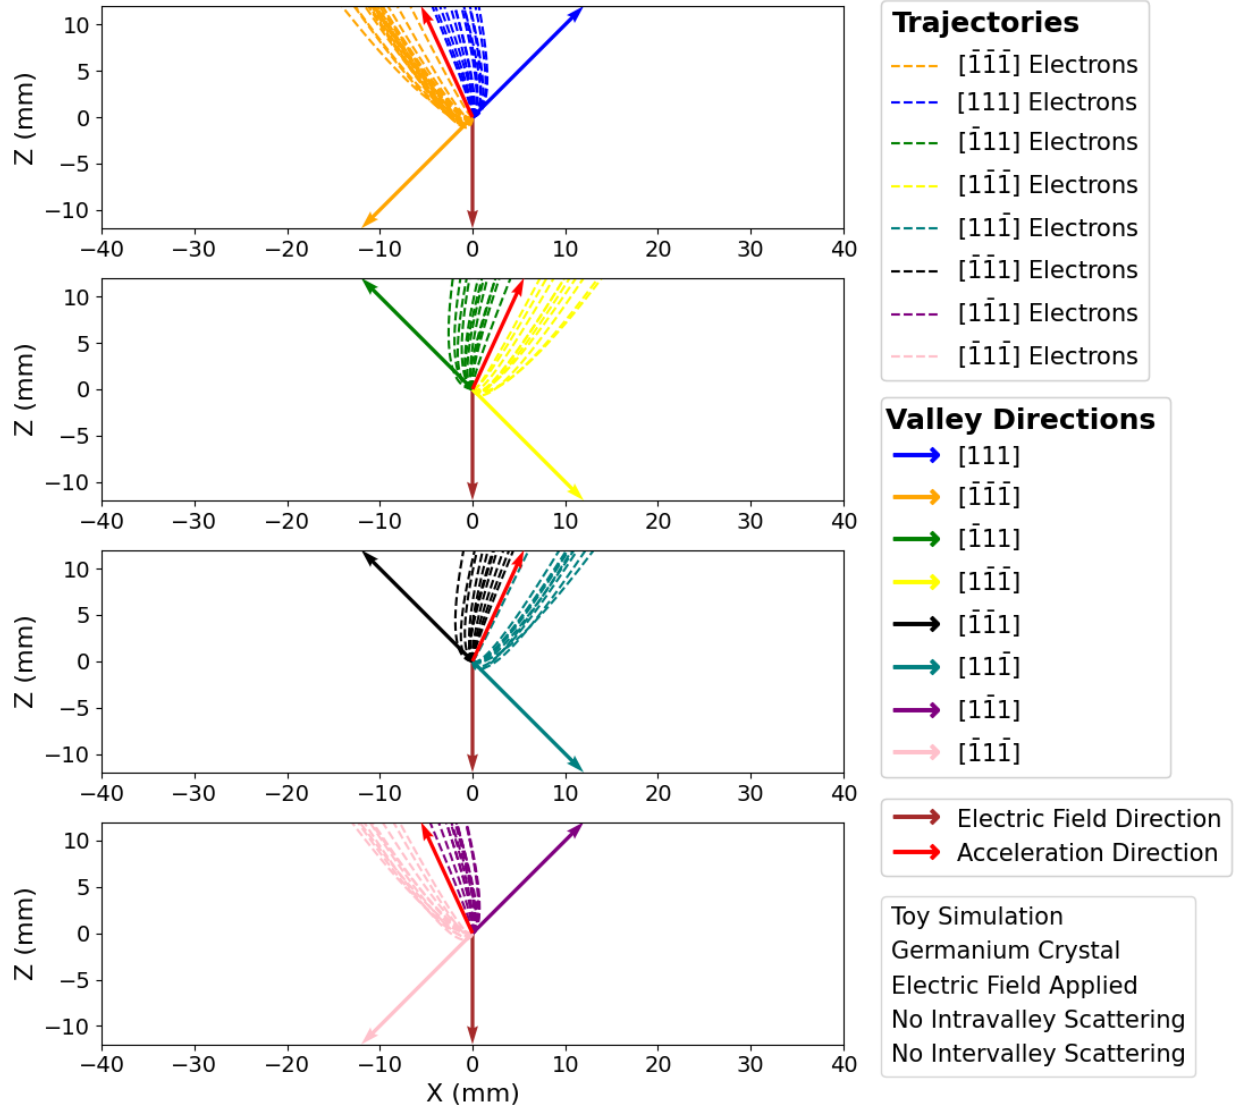 10
5
0
−5
−10
Z (mm)
−40
−30
−20
−10
0
10
20
30
40
10
5
0
−5
−10
Z (mm)
−40
−30
−20
−10
0
10
20
30
40
10
5
0
−5
−10
Z (mm)
−40
−30
−20
−10
0
10
20
30
40
10
5
0
−5
−10
Z (mm)
−40
−30
−20
−10
0
10
20
30
40
X (mm)
Trajectories
[1̄1̄1̄] Electrons
[111] Electrons
[1̄11] Electrons
[11̄1̄] Electrons
[111̄] Electrons
[1̄1̄1] Electrons
[11̄1] Electrons
[1̄11̄] Electrons
Valley Directions
[111]
[1̄1̄1̄]
[1̄11]
[11̄1̄]
[1̄1̄1]
[111̄]
[11̄1]
[1̄11̄]
Electric Field Direction
Acceleration Direction
Toy Simulation
Germanium Crystal
Electric Field Applied
No Intravalley Scattering
No Intervalley Scattering